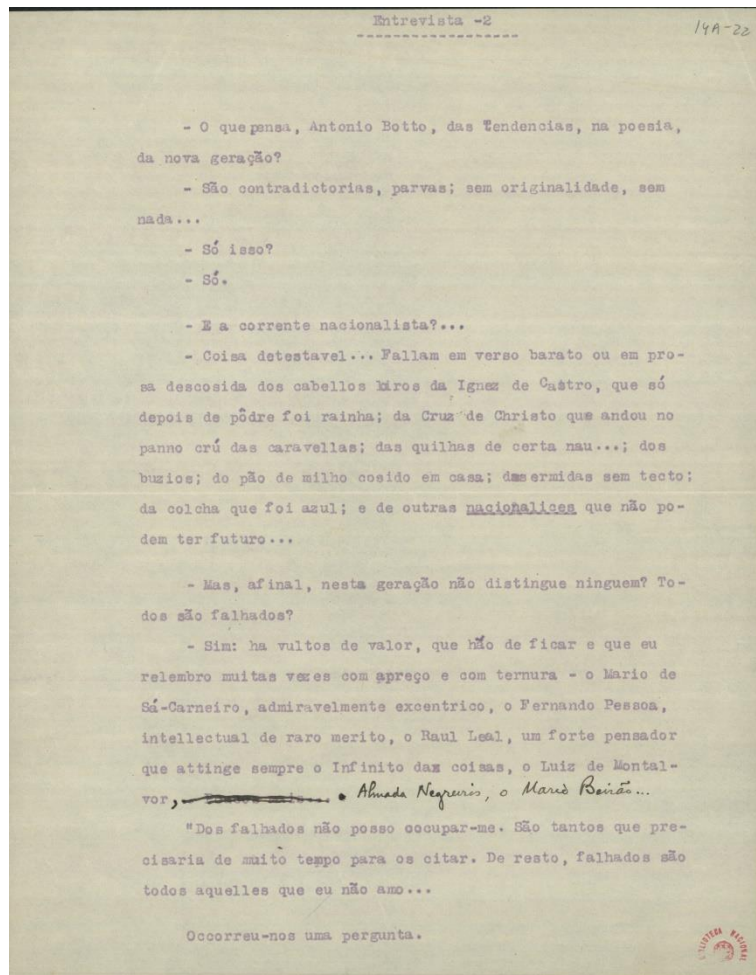 Entrevista -2
14A-22
- O que pensa, Antonio Botto, das tendencias, na poesia,
da nova geração?
- São contradictorias, parvas; sem originalidade, sem
nada...
- Só isso?
- Só.
- E a corrente nacionalista?...
- Coisa detestavel... Fallam em verso barato ou em pro-
sa descosida dos cabellos loiros da Ignez de Castro, que só
depois de pôdre foi rainha; da Cruz de Christo que andou no
panno crú das caravellas; das quilhas de certa nau...; dos
buzios; do pão de milho cosido em casa; das ermidas sem tecto;
da colcha que foi azul; e de outras nacionalices que não po-
dem ter futuro...
- Mas, afinal, nesta geração não distingue ninguem? To-
dos são falhados?
- Sim: ha vultos de valor, que hão de ficar e que eu
relembro muitas vezes com apreço e com ternura - o Mario de
Sá-Carneiro, admiravelmente excentrico, o Fernando Pessoa,
intellectual de raro merito, o Raul Leal, um forte pensador
que attinge sempre o Infinito das coisas, o Luiz de Montal-
vor, o Almada Negreiros, o Mario Beirão...
"Dos falhados não posso occupar-me. São tantos que pre-
cisaria de muito tempo para os citar. De resto, falhados são
todos aquelles que eu não amo...
Occorreu-nos uma pergunta.
BIBLIOTECA NACIONAL